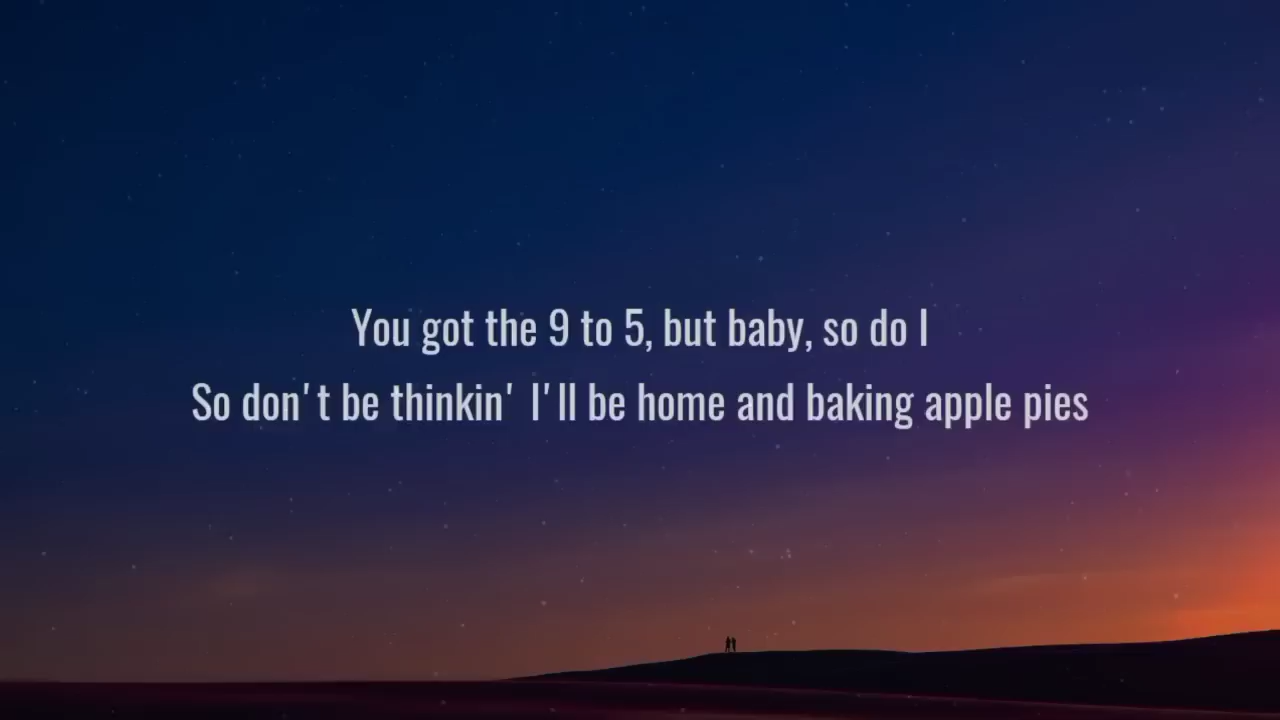 You got the 9 to 5, but baby, so do I
So don't be thinkin' I'll be home and baking apple pies